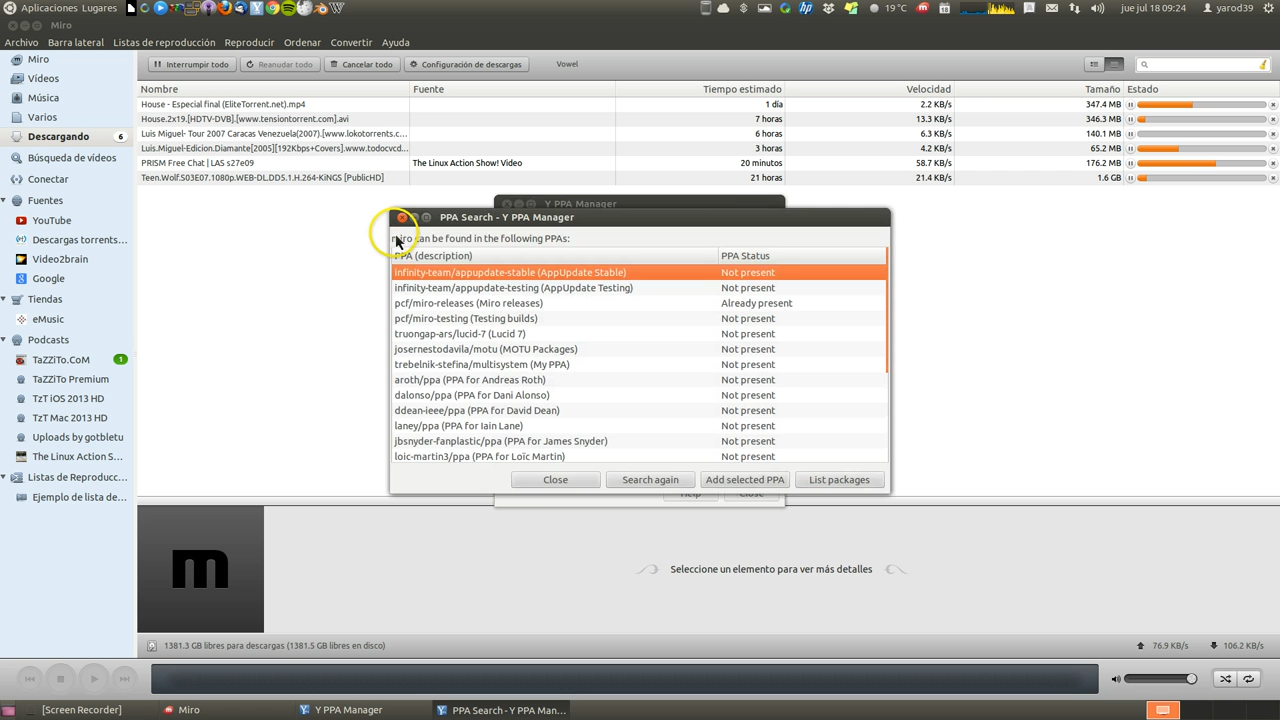 Aplicaciones Lugares
19 °C
12
A
jue jul 18 09:24
yarod39
Miro
Archivo Barra lateral Listas de reproducción Reproducir Ordenar Convertir Ayuda
Miro
Vídeos
Música
Varios
Descargando 6
Búsqueda de vídeos
Conectar
Fuentes
YouTube
Descargas torrents...
Video2brain
Google
Tiendas
eMusic
Podcasts
TaZZiTo.CoM 1
TaZZiTo Premium
TzT iOS 2013 HD
TzT Mac 2013 HD
Uploads by gotbletu
The Linux Action S...
Listas de Reproducc...
Ejemplo de lista de...
Interrumpir todo Reanudar todo Cancelar todo Configuración de descargas Vowel
Nombre Fuente Tiempo estimado Velocidad Tamaño Estado
House - Especial final (EliteTorrent.net).mp4 1 día 2.2 KB/s 347.4 MB
House.2x19.[HDTV-DVB].[www.tensiontorrent.com].avi 7 horas 13.3 KB/s 346.3 MB
Luis Miguel- Tour 2007 Caracas Venezuela(2007).[www.lokotorrents.c... 6 horas 6.3 KB/s 140.1 MB
Luis.Miguel-Edicion.Diamante[2005][192Kbps+Covers].www.todocvcd... 3 horas 4.2 KB/s 65.2 MB
PRISM Free Chat | LAS s27e09 The Linux Action Show! Video 20 minutos 58.7 KB/s 176.2 MB
Teen.Wolf.S03E07.1080p.WEB-DL.DD5.1.H.264-KiNGS [PublicHD] 21 horas 21.4 KB/s 1.6 GB
Y PPA Manager
PPA Search - Y PPA Manager
miro can be found in the following PPAs:
PPA (description) PPA Status
infinity-team/appupdate-stable (AppUpdate Stable) Not present
infinity-team/appupdate-testing (AppUpdate Testing) Not present
pcf/miro-releases (Miro releases) Already present
pcf/miro-testing (Testing builds) Not present
truongap-ars/lucid-7 (Lucid 7) Not present
josernestodavila/motu (MOTU Packages) Not present
trebelnik-stefina/multisystem (My PPA) Not present
aroth/ppa (PPA for Andreas Roth) Not present
dalonso/ppa (PPA for Dani Alonso) Not present
ddean-ieee/ppa (PPA for David Dean) Not present
laney/ppa (PPA for Iain Lane) Not present
jbsnyder-fanplastic/ppa (PPA for James Snyder) Not present
loic-martin3/ppa (PPA for Loïc Martin) Not present
Close Search again Add selected PPA List packages
Help Close
m
Seleccione un elemento para ver más detalles
1381.3 GB libres para descargas (1381.5 GB libres en disco) 76.9 KB/s 106.2 KB/s
[Screen Recorder] Miro Y PPA Manager PPA Search - Y PPA Man...